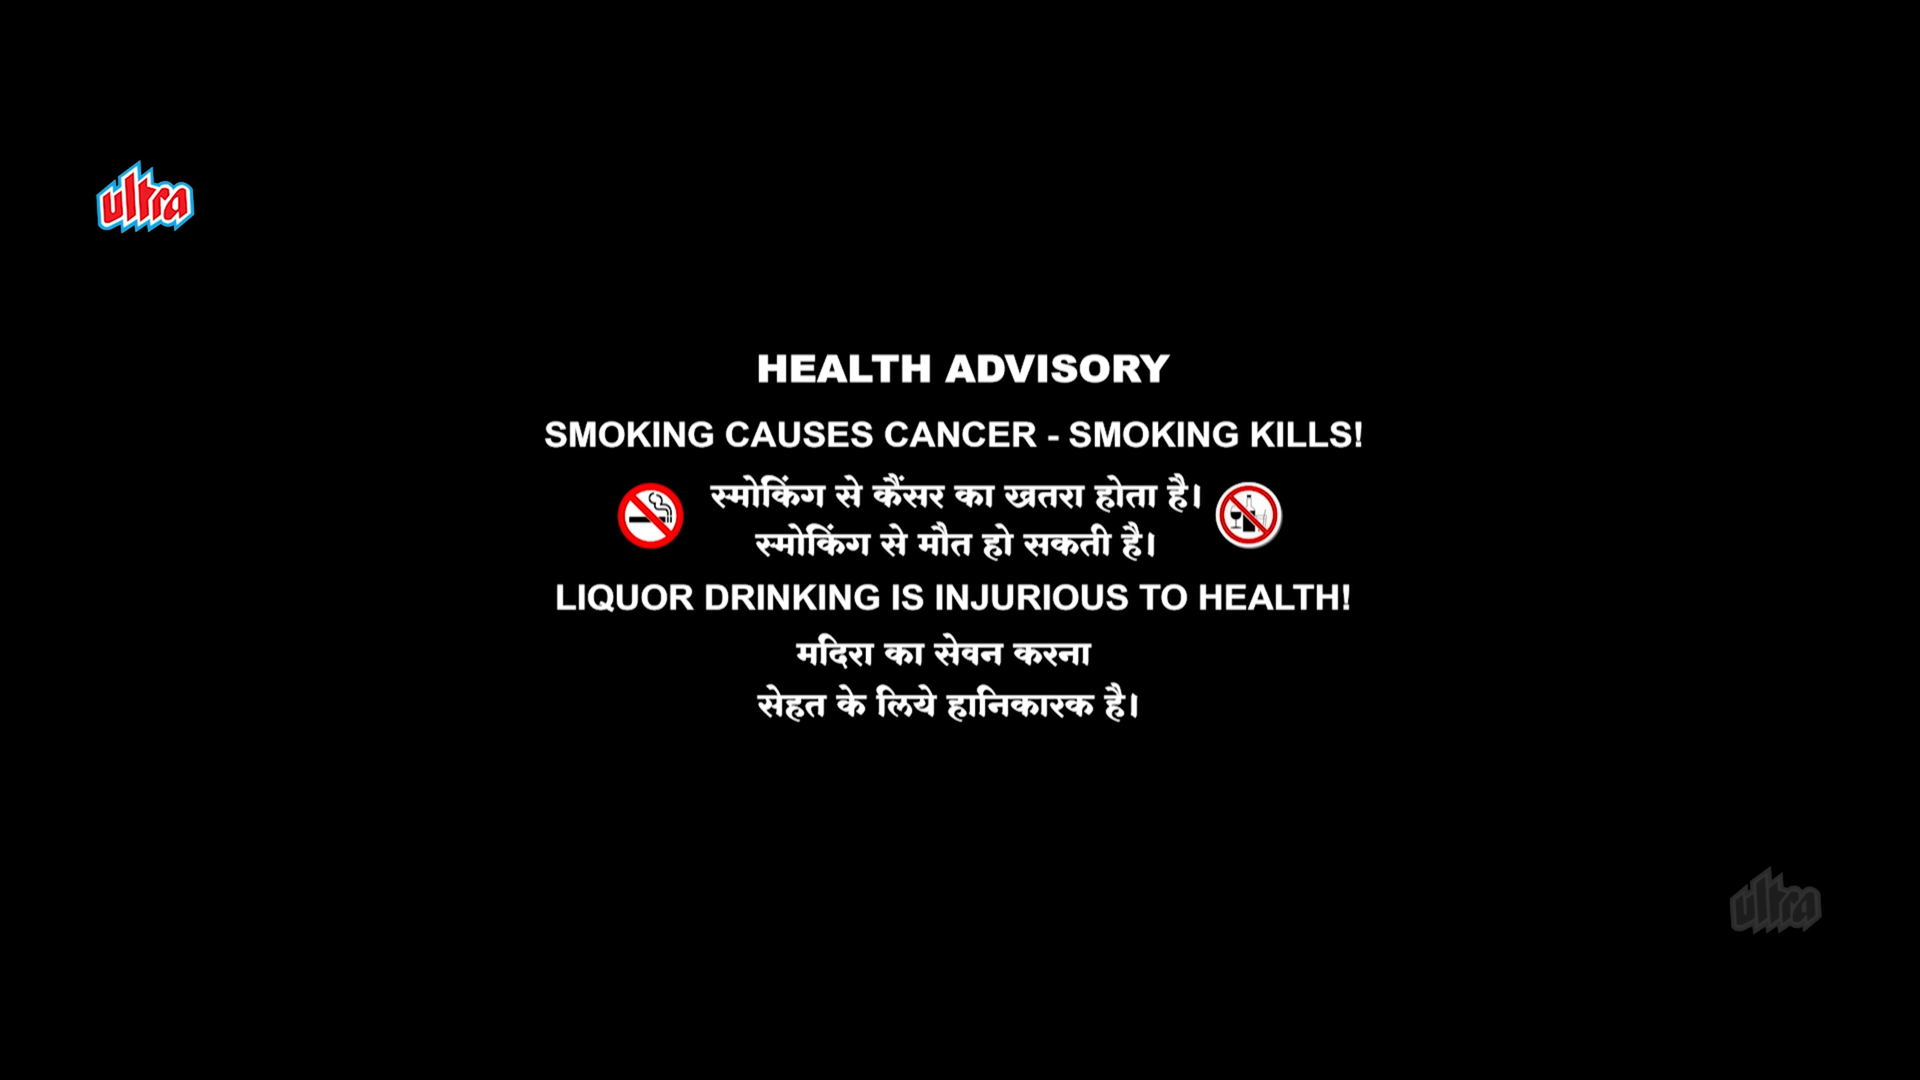 ultra
HEALTH ADVISORY
SMOKING CAUSES CANCER - SMOKING KILLS!
स्मोकिंग से कैंसर का खतरा होता है।
स्मोकिंग से मौत हो सकती है।
LIQUOR DRINKING IS INJURIOUS TO HEALTH!
मदिरा का सेवन करना
सेहत के लिये हानिकारक है।
ultra